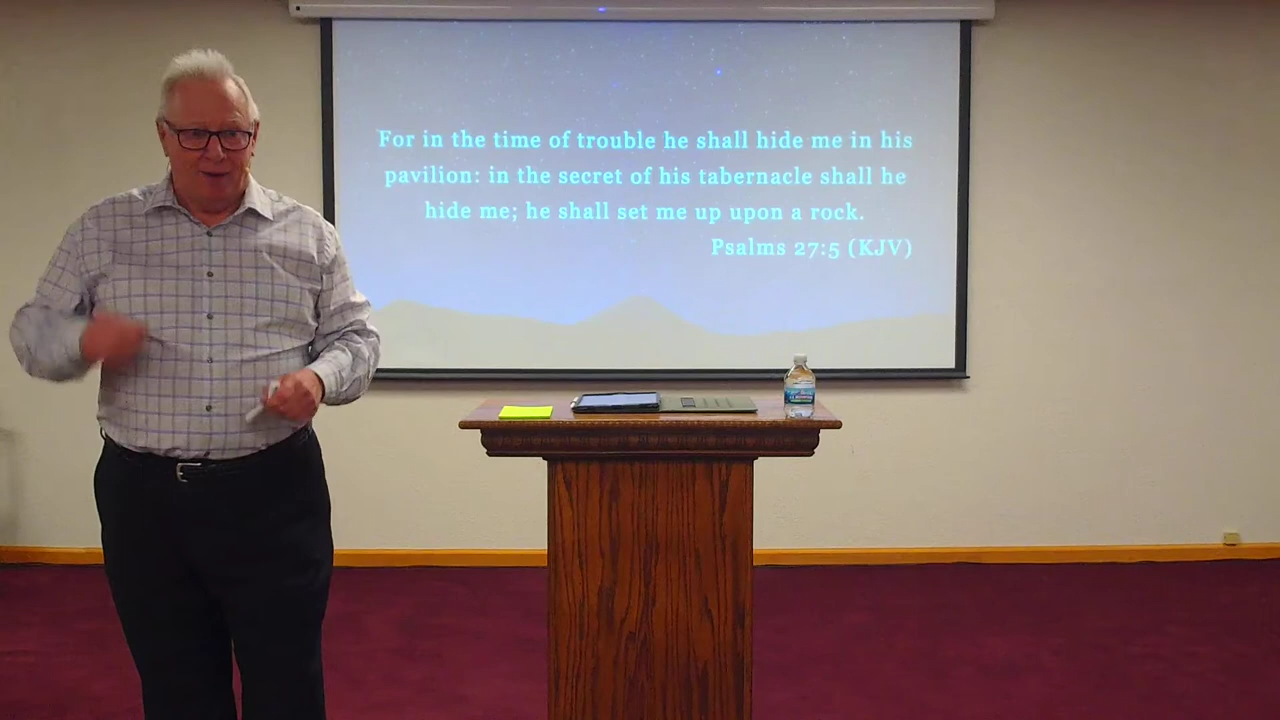 For in the time of trouble he shall hide me in his
pavilion: in the secret of his tabernacle shall he
hide me; he shall set me up upon a rock.
Psalms 27:5 (KJV)